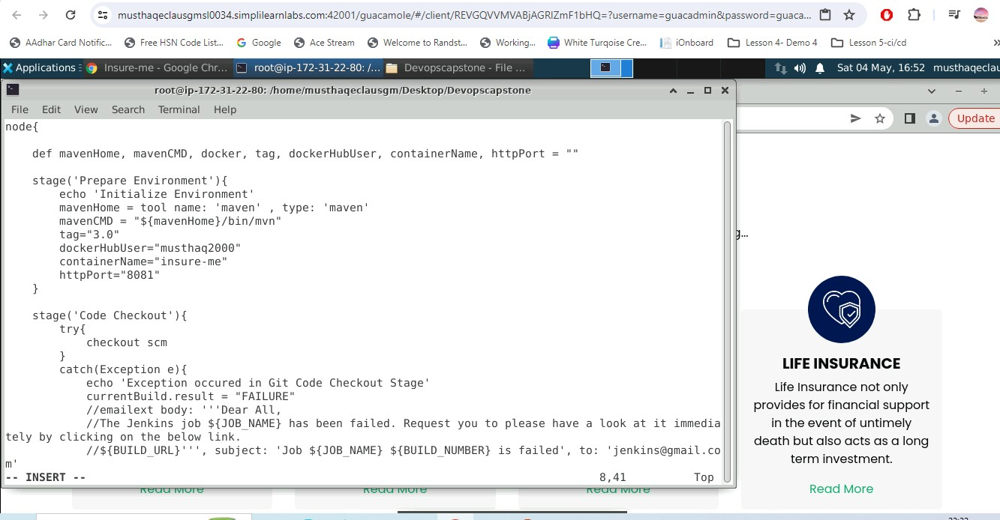 musthaqeclausgmsl0034.simplilearnlabs.com:42001/guacamole/#/client/REVGQVVMVABjAGRlZmF1bHQ=?username=guacadmin&password=guaca...
AAdhar Card Notific... Free HSN Code List... Google Ace Stream Welcome to Randst... Working... White Turqoise Cre... iOnboard Lesson 4- Demo 4 Lesson 5-ci/cd »
Applications Insure-me - Google Chr... root@ip-172-31-22-80: /... Devopscapstone - File ... Sat 04 May, 16:52 musthaqeclau
root@ip-172-31-22-80: /home/musthaqeclausgm/Desktop/Devopscapstone
File Edit View Search Terminal Help
Update
node{
def mavenHome, mavenCMD, docker, tag, dockerHubUser, containerName, httpPort = ""
stage('Prepare Environment'){
echo 'Initialize Environment'
mavenHome = tool name: 'maven' , type: 'maven'
mavenCMD = "${mavenHome}/bin/mvn"
tag="3.0"
dockerHubUser="musthaq2000"
containerName="insure-me"
httpPort="8081"
}
stage('Code Checkout'){
try{
checkout scm
}
catch(Exception e){
echo 'Exception occured in Git Code Checkout Stage'
currentBuild.result = "FAILURE"
//emailext body: '''Dear All,
//The Jenkins job ${JOB_NAME} has been failed. Request you to please have a look at it immedia
tely by clicking on the below link.
//${BUILD_URL}''', subject: 'Job ${JOB_NAME} ${BUILD_NUMBER} is failed', to: 'jenkins@gmail.co
m'
-- INSERT -- 8,41 Top
g...
LIFE INSURANCE
Life Insurance not only
provides for financial support
in the event of untimely
death but also acts as a long
term investment.
Read More Read More Read More Read More